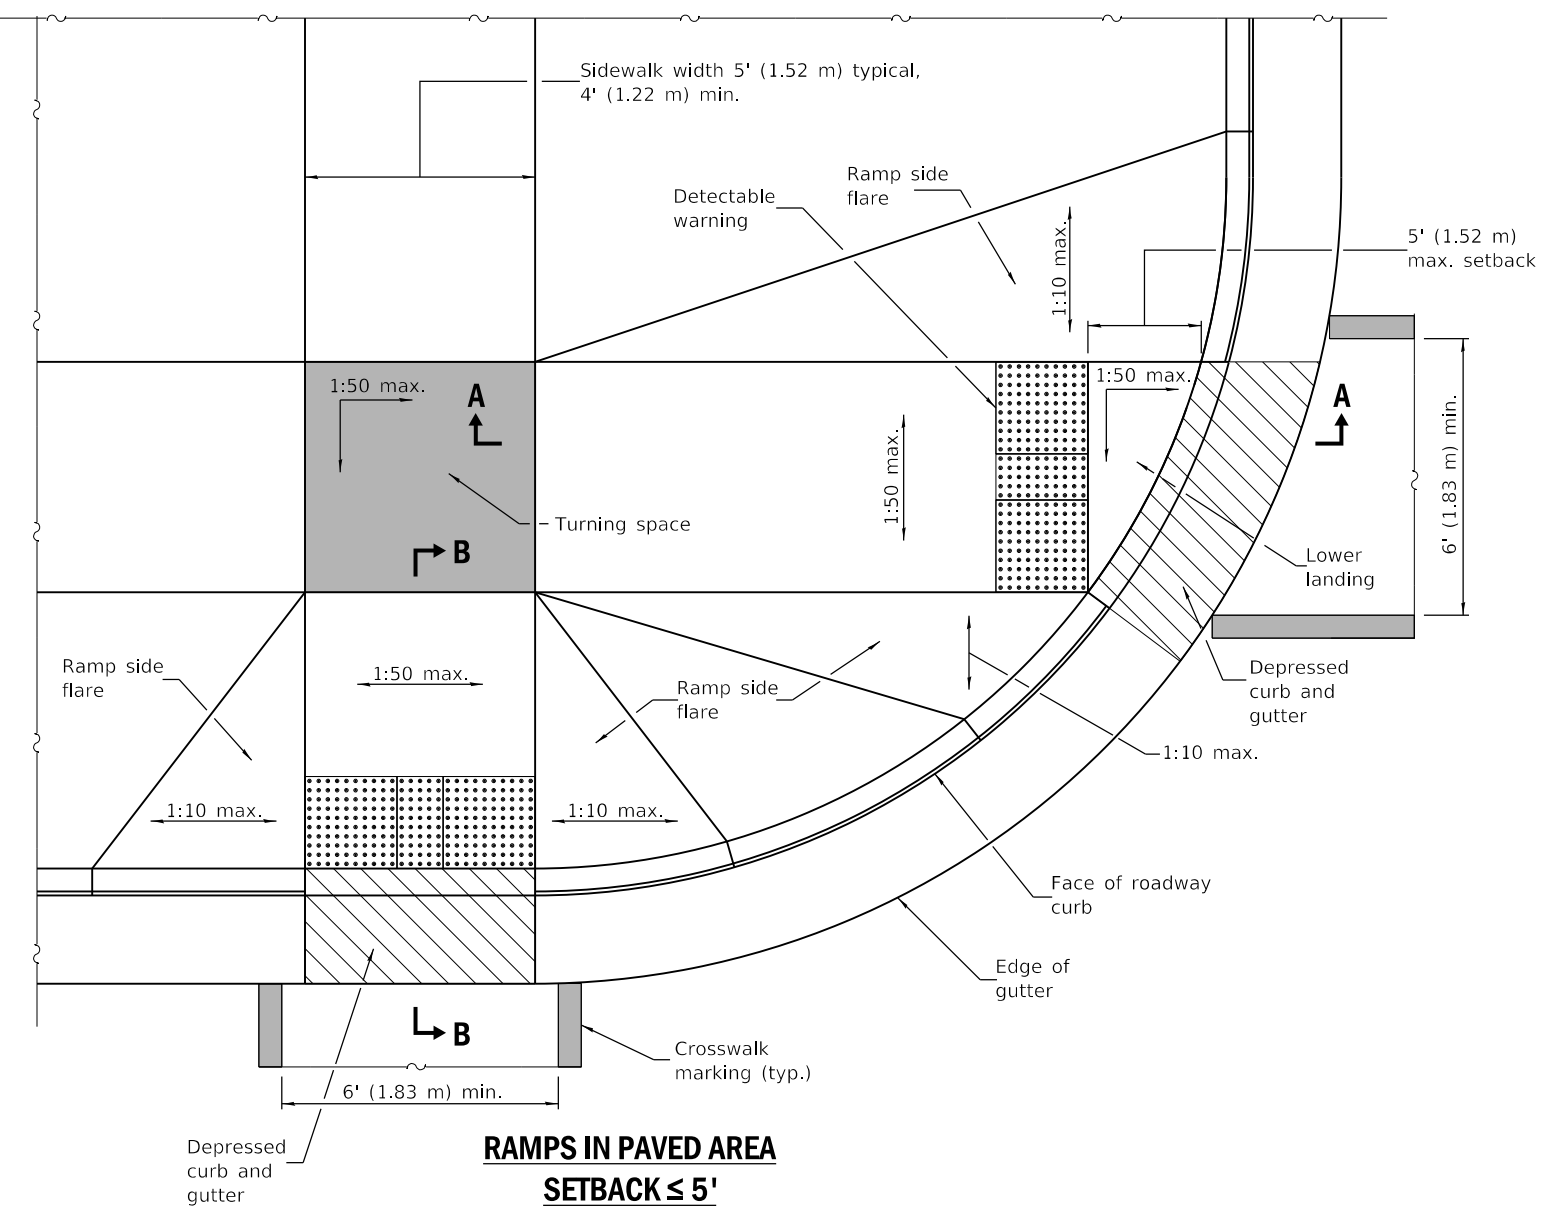 Sidewalk width 5' (1.52 m) typical,
4' (1.22 m) min.
Ramp side
flare
Detectable
warning
1:10 max.
5' (1.52 m)
max. setback
1:50 max.
A
1:50 max.
A
1:50 max.
6' (1.83 m) min.
Turning space
B
Lower
landing
Ramp side
flare
1:50 max.
Ramp side
flare
Depressed
curb and
gutter
1:10 max.
1:10 max.
1:10 max.
Face of roadway
curb
Edge of
gutter
B
Crosswalk
marking (typ.)
6' (1.83 m) min.
Depressed
curb and
gutter
RAMPS IN PAVED AREA
SETBACK ≤ 5'